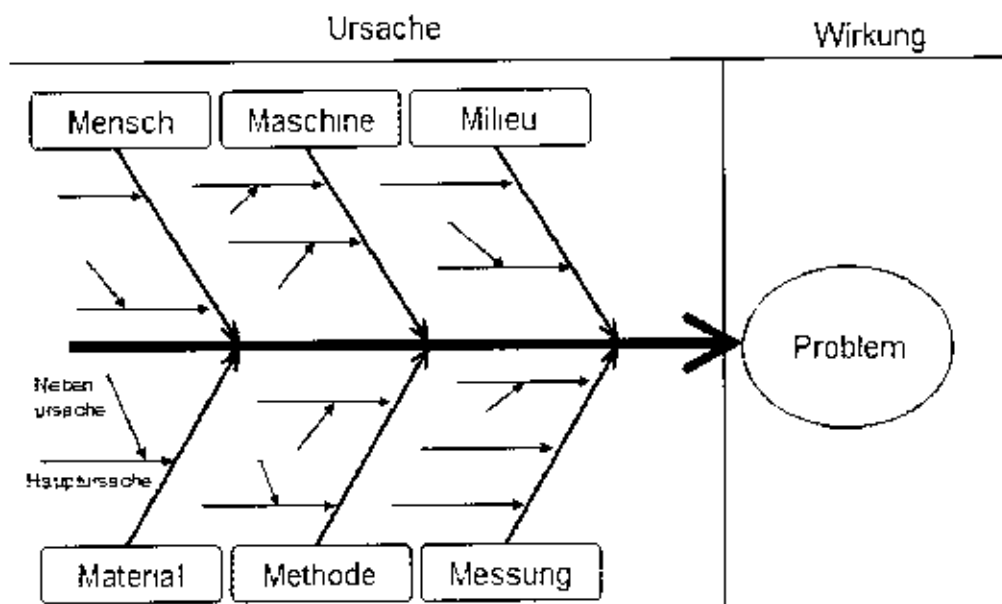 Ursache
Wirkung
Mensch
Maschine
Milieu
Problem
Neben
ursache
Hauptursache
Material
Methode
Messung